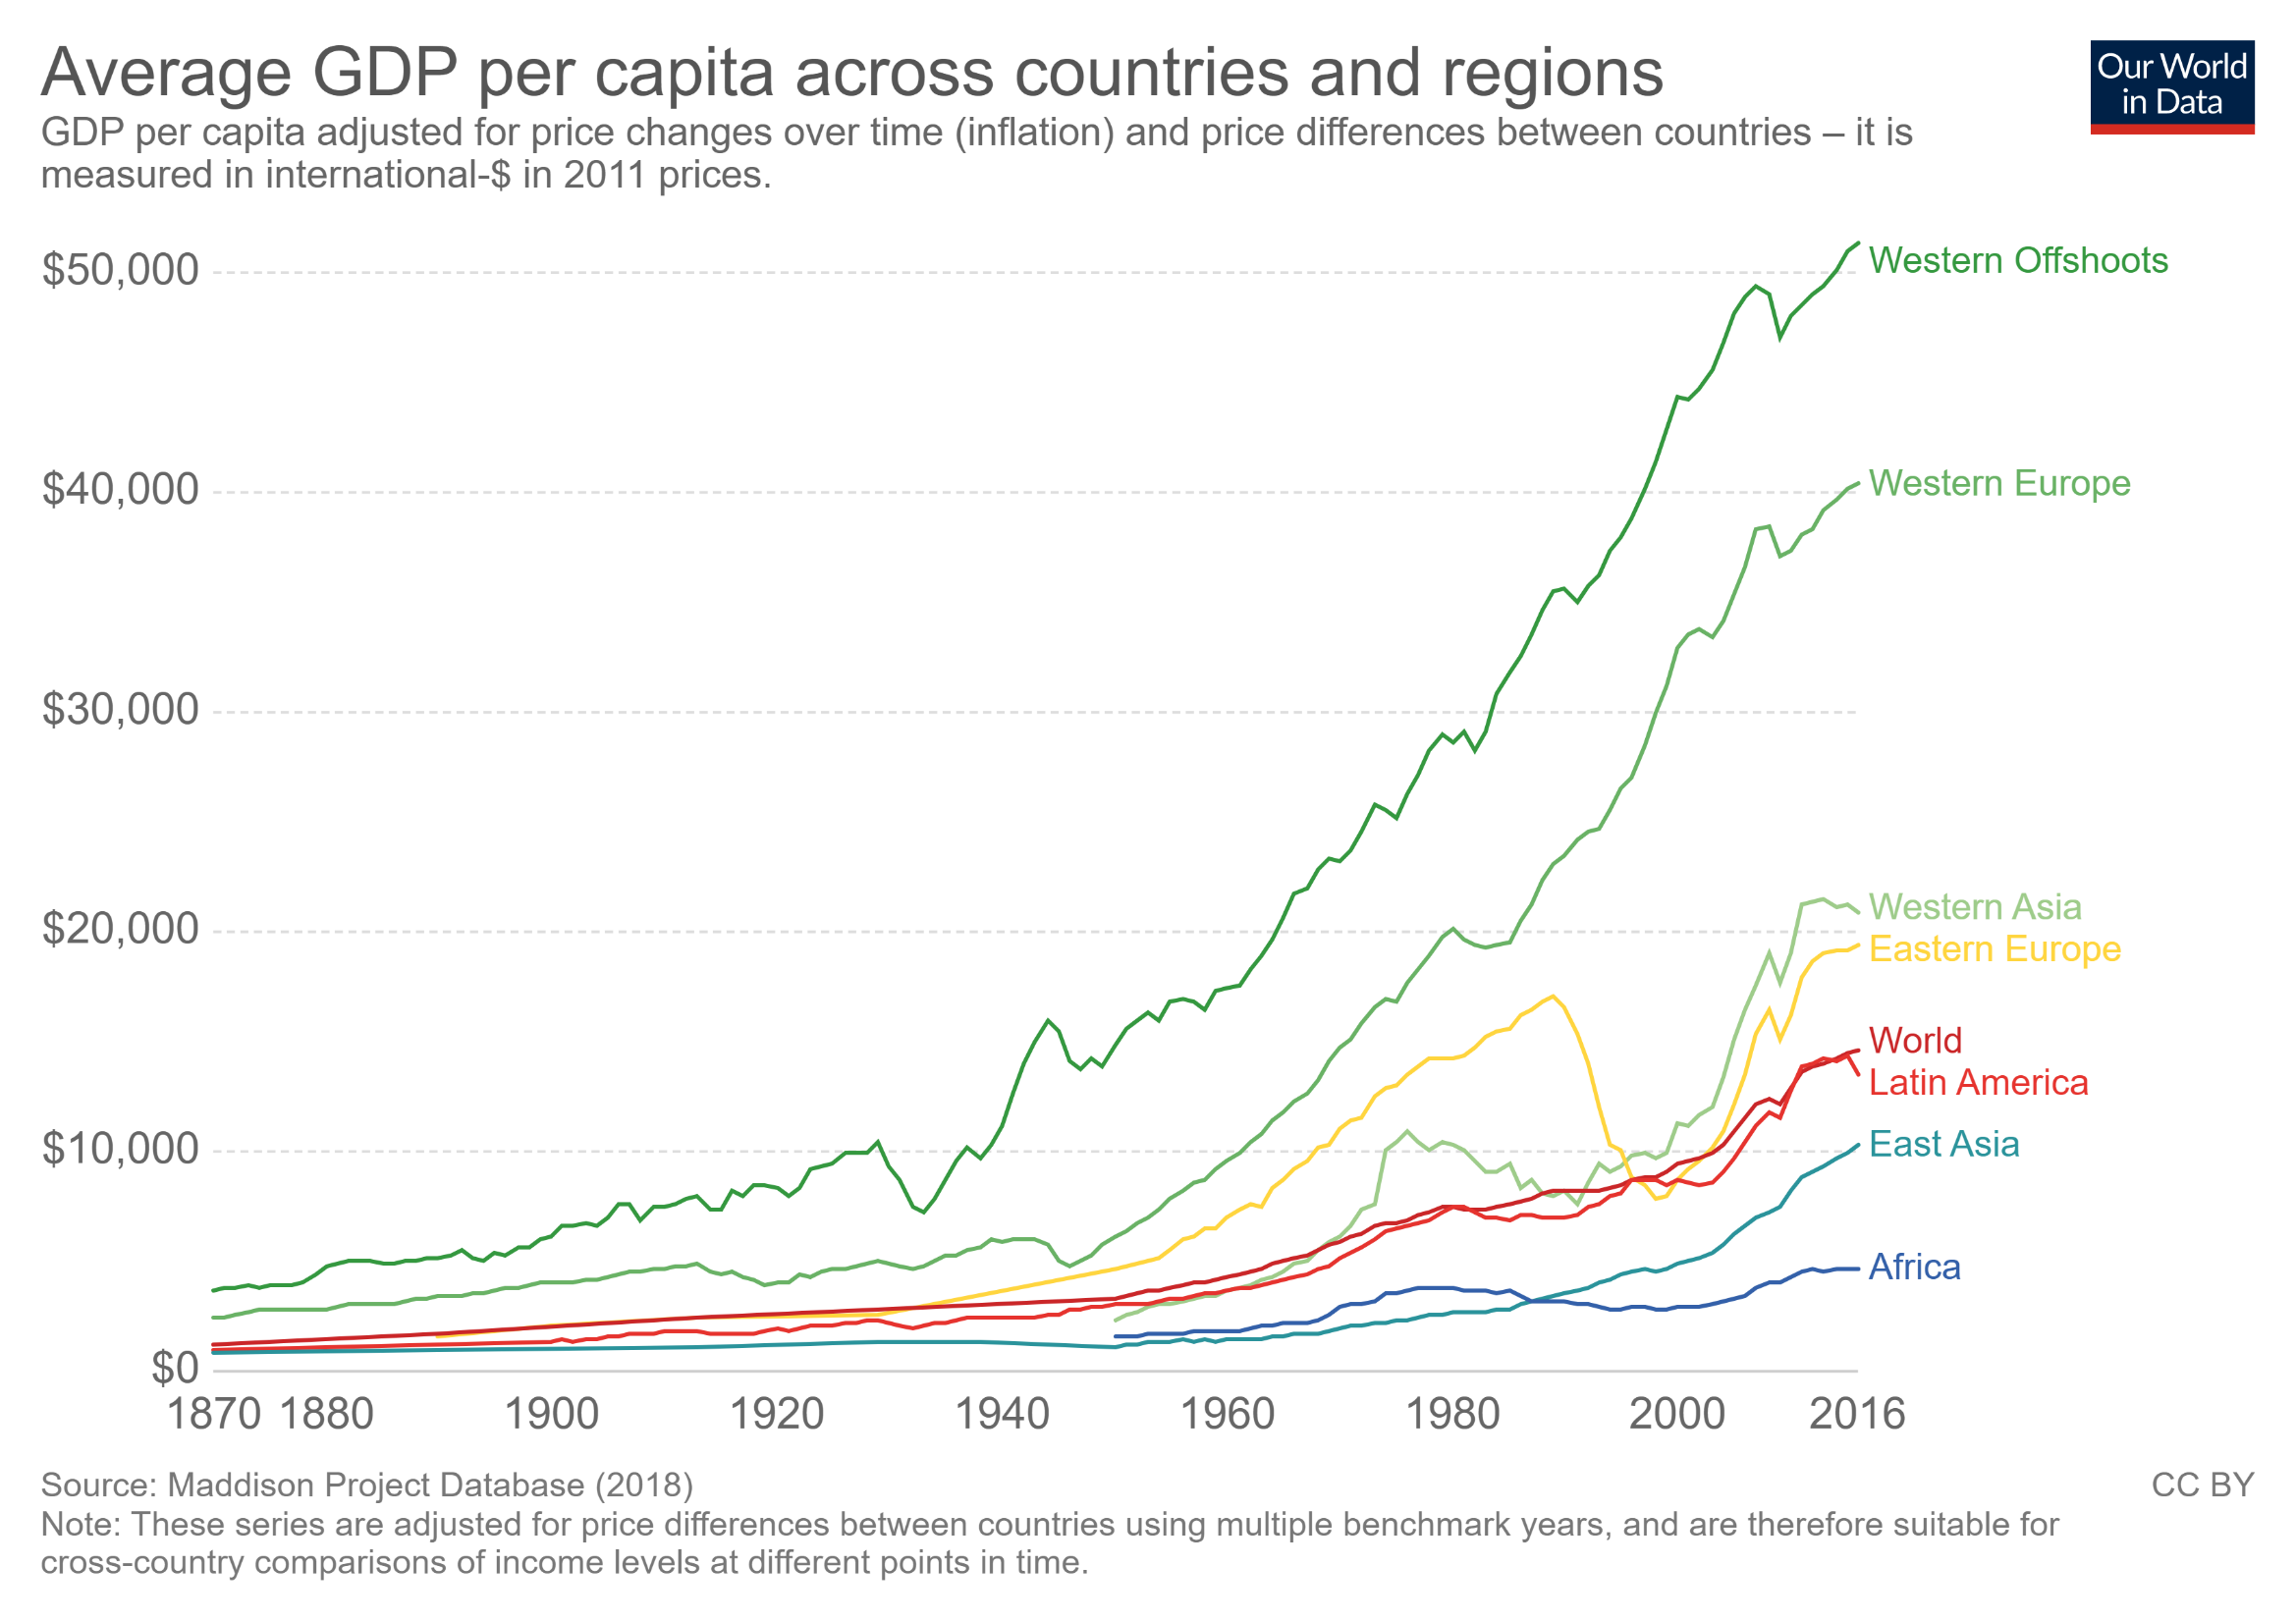 Average GDP per capita across countries and regions
Our World
in Data
GDP per capita adjusted for price changes over time (inflation) and price differences between countries – it is
measured in international-$ in 2011 prices.
$50,000
Western Offshoots
$40,000
Western Europe
$30,000
$20,000
Western Asia
Eastern Europe
World
Latin America
$10,000
East Asia
Africa
$0
1870 1880 1900 1920 1940 1960 1980 2000 2016
Source: Maddison Project Database (2018)
CC BY
Note: These series are adjusted for price differences between countries using multiple benchmark years, and are therefore suitable for
cross-country comparisons of income levels at different points in time.